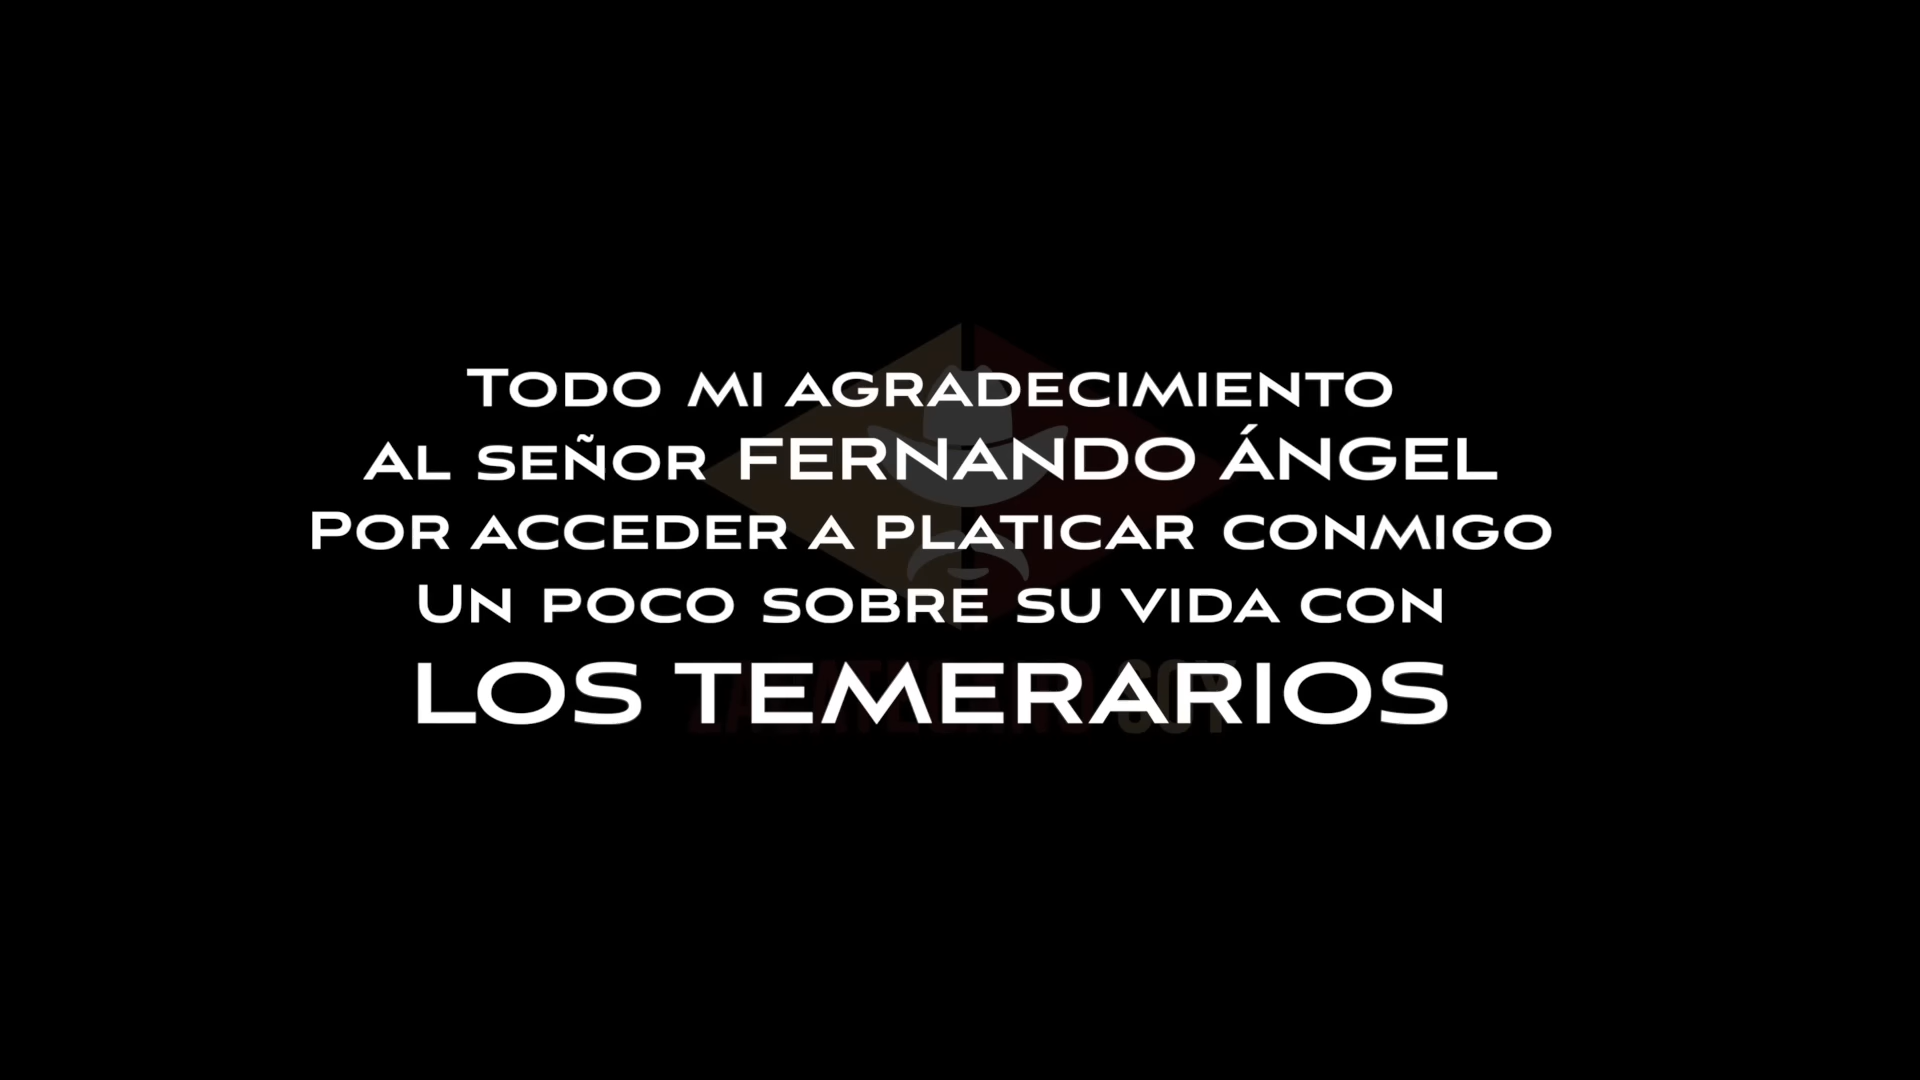 Todo mi agradecimiento
al señor FERNANDO ÁNGEL
Por acceder a platicar conmigo
Un poco sobre su vida con
LOS TEMERARIOS
SOY